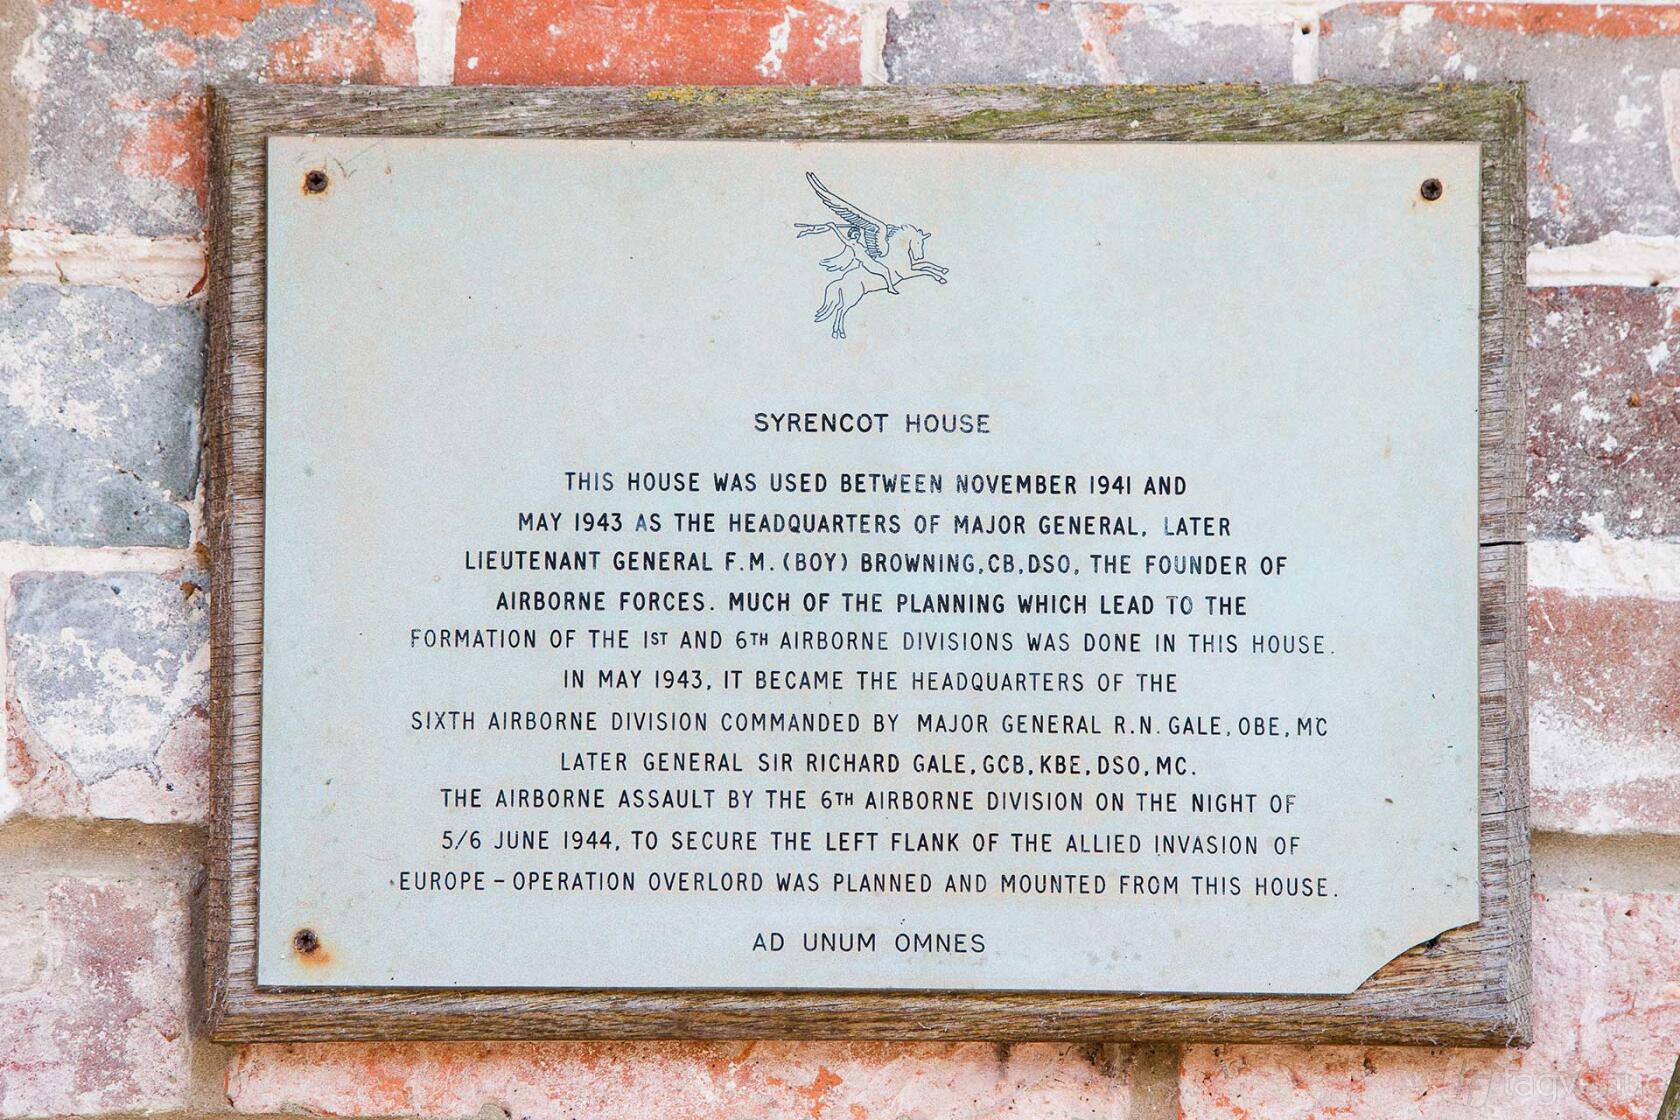 SYRENCOT HOUSE
THIS HOUSE WAS USED BETWEEN NOVEMBER 1941 AND
MAY 1943 AS THE HEADQUARTERS OF MAJOR GENERAL, LATER
LIEUTENANT GENERAL F.M. (BOY) BROWNING, CB, DSO, THE FOUNDER OF
AIRBORNE FORCES. MUCH OF THE PLANNING WHICH LEAD TO THE
FORMATION OF THE 1ST AND 6TH AIRBORNE DIVISIONS WAS DONE IN THIS HOUSE.
IN MAY 1943, IT BECAME THE HEADQUARTERS OF THE
SIXTH AIRBORNE DIVISION COMMANDED BY MAJOR GENERAL R.N. GALE, OBE, MC
LATER GENERAL SIR RICHARD GALE, GCB, KBE, DSO, MC.
THE AIRBORNE ASSAULT BY THE 6TH AIRBORNE DIVISION ON THE NIGHT OF
5/6 JUNE 1944, TO SECURE THE LEFT FLANK OF THE ALLIED INVASION OF
EUROPE – OPERATION OVERLORD WAS PLANNED AND MOUNTED FROM THIS HOUSE.
AD UNUM OMNES
tagvenue